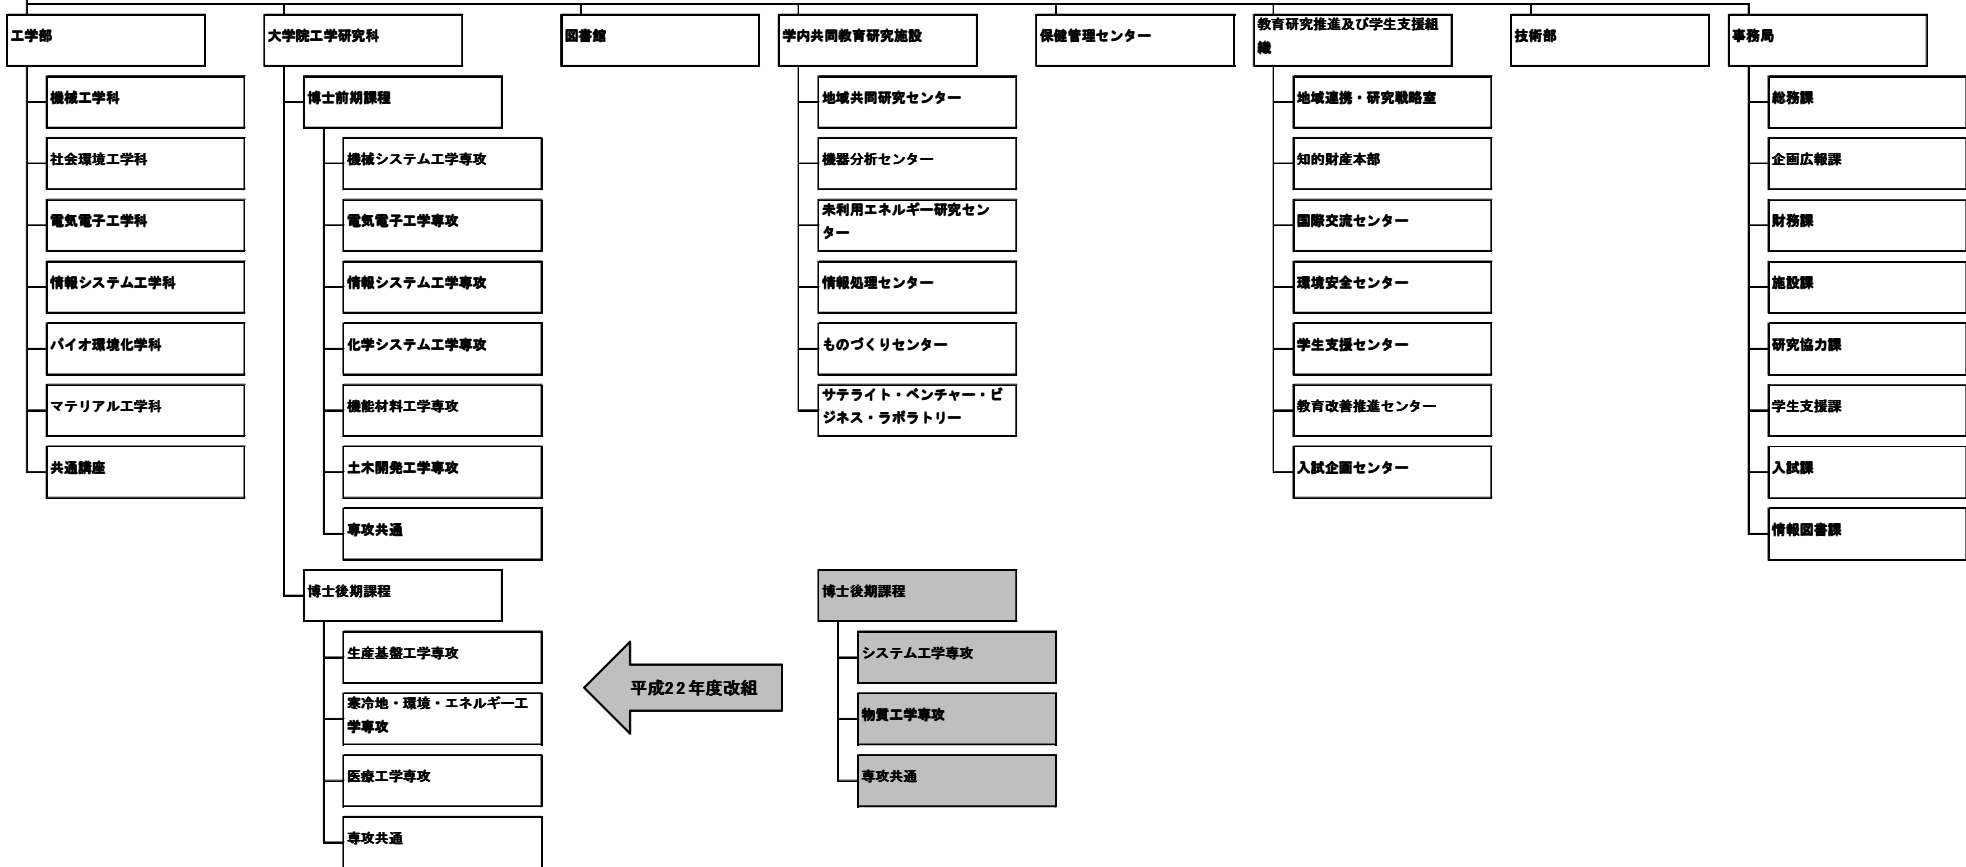 工学部
機械工学科
社会環境工学科
電気電子工学科
情報システム工学科
バイオ環境化学科
マテリアル工学科
共通講座
大学院工学研究科
博士前期課程
機械システム工学専攻
電気電子工学専攻
情報システム工学専攻
化学システム工学専攻
機能材料工学専攻
土木開発工学専攻
専攻共通
博士後期課程
生産基盤工学専攻
寒冷地・環境・エネルギー工
学専攻
医療工学専攻
専攻共通
図書館
学内共同教育研究施設
地域共同研究センター
機器分析センター
未利用エネルギー研究セン
ター
情報処理センター
ものづくりセンター
サテライト・ベンチャー・ビ
ジネス・ラボラトリー
平成22年度改組
博士後期課程
システム工学専攻
物質工学専攻
専攻共通
保健管理センター
教育研究推進及び学生支援組
織
地域連携・研究戦略室
知的財産本部
国際交流センター
環境安全センター
学生支援センター
教育改善推進センター
入試企画センター
技術部
事務局
総務課
企画広報課
財務課
施設課
研究協力課
学生支援課
入試課
情報図書課